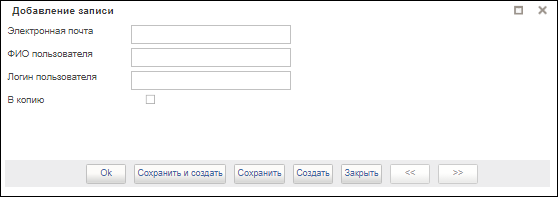 Добавление записи
Электронная почта
ФИО пользователя
Логин пользователя
В копию
Ok Сохранить и создать Сохранить Создать Закрыть << >>